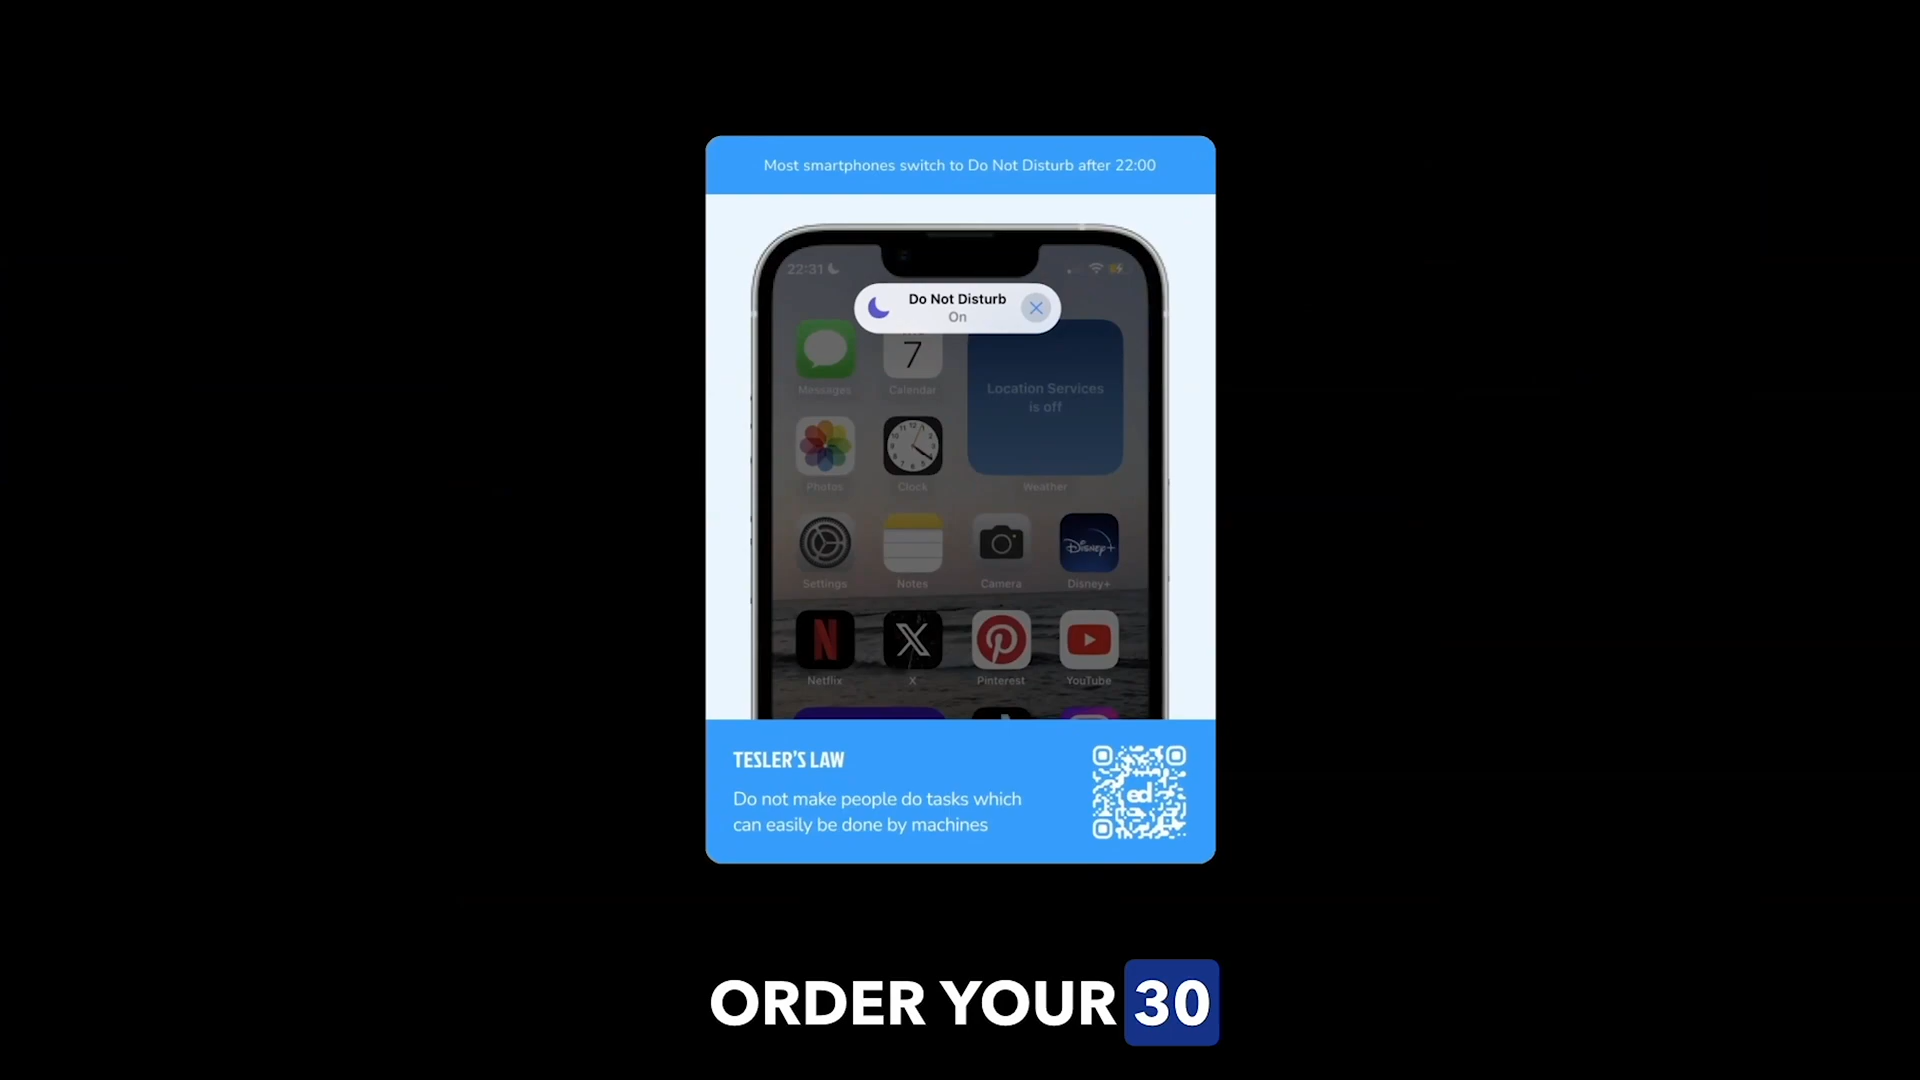 Most smartphones switch to Do Not Disturb after 22:00
22:31
Do Not Disturb
On
7
Messages
Calendar
Location Services
is off
Photos
Clock
Weather
Settings
Notes
Camera
Disney+
Disney+
N
X
Netflix
X
Pinterest
YouTube
TESLER'S LAW
Do not make people do tasks which
can easily be done by machines
ed
ORDER YOUR 30